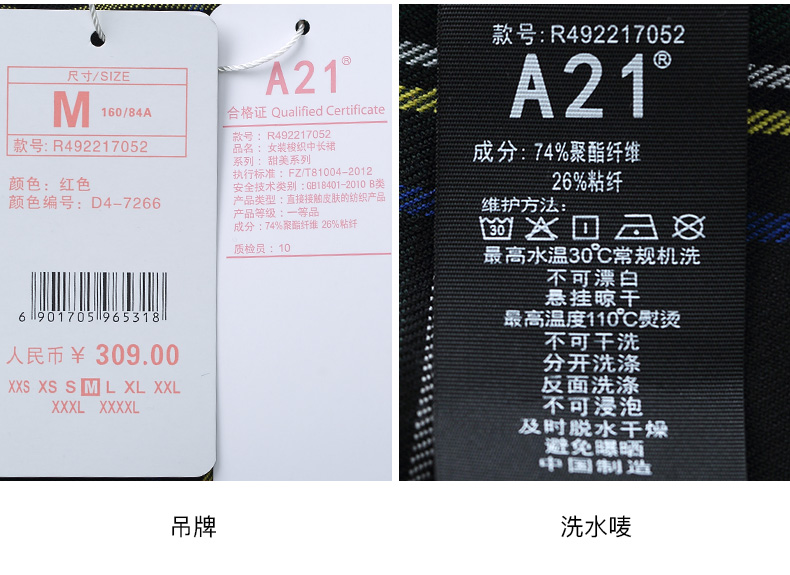 尺寸/SIZE
M 160/84A
款号: R492217052
颜色: 红色
颜色编号: D4-7266
6 901705 965318
人民币 ¥ 309.00
XXS XS S M L XL XXL
XXXL XXXXL
A21®
合格证 Qualified Certificate
款号: R492217052
品名: 女装梭织中长裙
系列: 甜美系列
执行标准: FZ/T81004-2012
安全技术类别:GB18401-2010 B类
产品类型: 直接接触皮肤的纺织产品
产品等级: 一等品
成分:74%聚酯纤维 26%粘纤
质检员: 10
款号: R492217052
A21®
成分: 74%聚酯纤维
26%粘纤
维护方法:
30
最高水温30℃常规机洗
不可漂白
悬挂晾干
最高温度110℃熨烫
不可干洗
分开洗涤
反面洗涤
不可浸泡
及时脱水干燥
避免曝晒
中国制造
吊牌
洗水唛